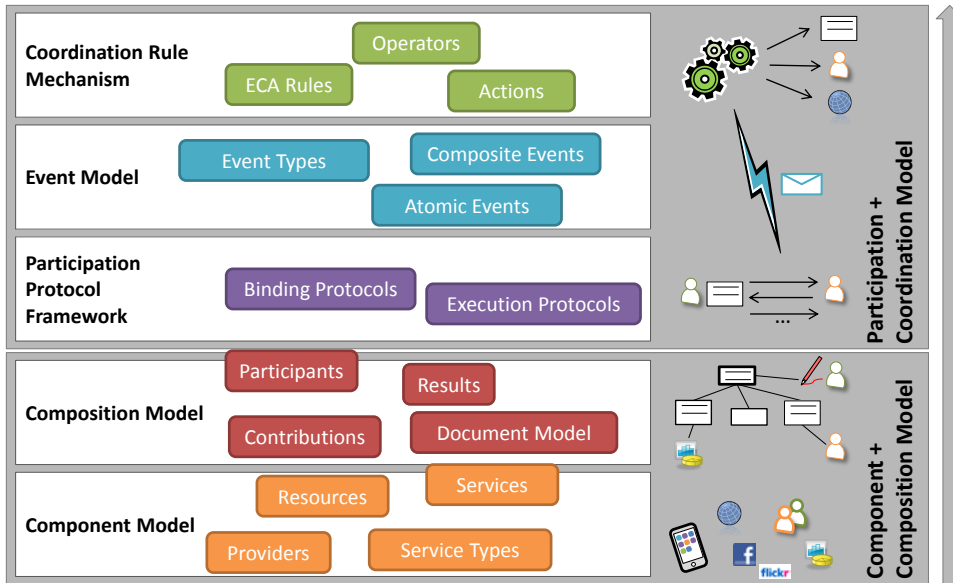 Coordination Rule
Mechanism
Operators
ECA Rules
Actions
Event Model
Event Types
Composite Events
Atomic Events
Participation
Protocol
Framework
Binding Protocols
Execution Protocols
...
Participation +
Coordination Model
Composition Model
Participants
Results
Contributions
Document Model
Component Model
Resources
Services
Providers
Service Types
f
flickr
Component +
Composition Model